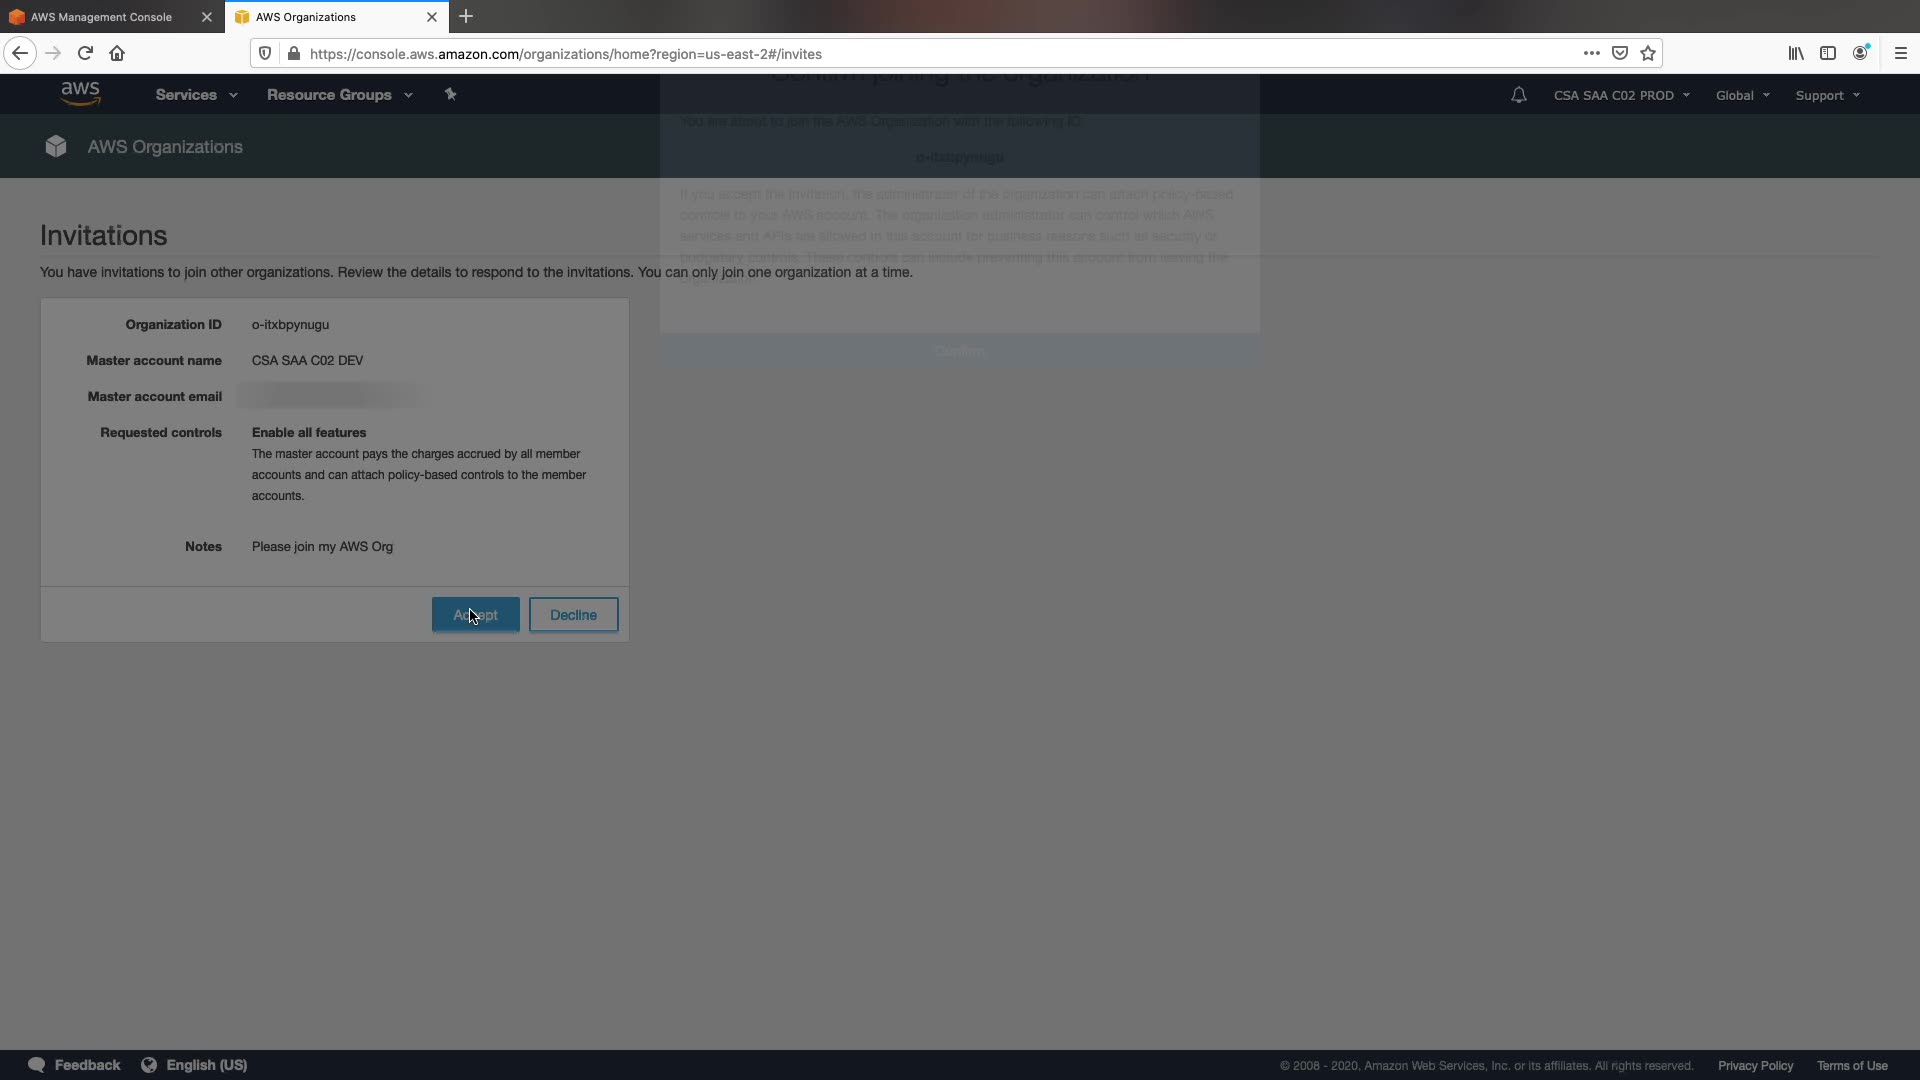 AWS Management Console
AWS Organizations
https://console.aws.amazon.com/organizations/home?region=us-east-2#/invites
aws
Services
Resource Groups
CSA SAA C02 PROD
Global
Support
AWS Organizations
Confirm joining the organization
You are about to join the AWS Organization with the following ID:
o-itxbpynugu
If you accept the invitation, the administrator of the organization can attach policy-based
controls to your AWS account. The organization administrator can control which AWS
services and APIs are allowed in this account for business reasons such as security or
budgetary controls. These controls can include preventing this account from leaving the
organization.
Confirm
Invitations
You have invitations to join other organizations. Review the details to respond to the invitations. You can only join one organization at a time.
Organization ID o-itxbpynugu
Master account name CSA SAA C02 DEV
Master account email
Requested controls Enable all features
The master account pays the charges accrued by all member
accounts and can attach policy-based controls to the member
accounts.
Notes Please join my AWS Org
Accept
Decline
Feedback
English (US)
© 2008 - 2020, Amazon Web Services, Inc. or its affiliates. All rights reserved.
Privacy Policy
Terms of Use